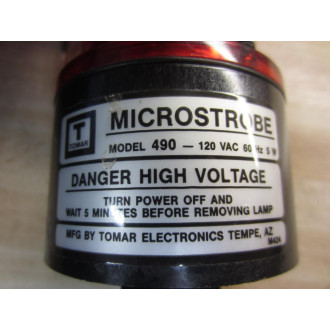 T
TOMAR
MICROSTROBE
MODEL 490 — 120 VAC 60 Hz 5 W
DANGER HIGH VOLTAGE
TURN POWER OFF AND
WAIT 5 MINUTES BEFORE REMOVING LAMP
MFG BY TOMAR ELECTRONICS TEMPE, AZ
M424